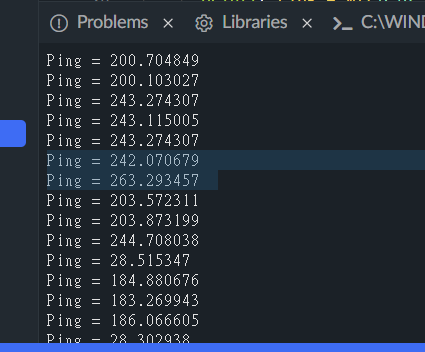 Problems × Libraries × C:\WIND
Ping = 200.704849
Ping = 200.103027
Ping = 243.274307
Ping = 243.115005
Ping = 243.274307
Ping = 242.070679
Ping = 263.293457
Ping = 203.572311
Ping = 203.873199
Ping = 244.708038
Ping = 28.515347
Ping = 184.880676
Ping = 183.269943
Ping = 186.066605
Ping = 28.302938